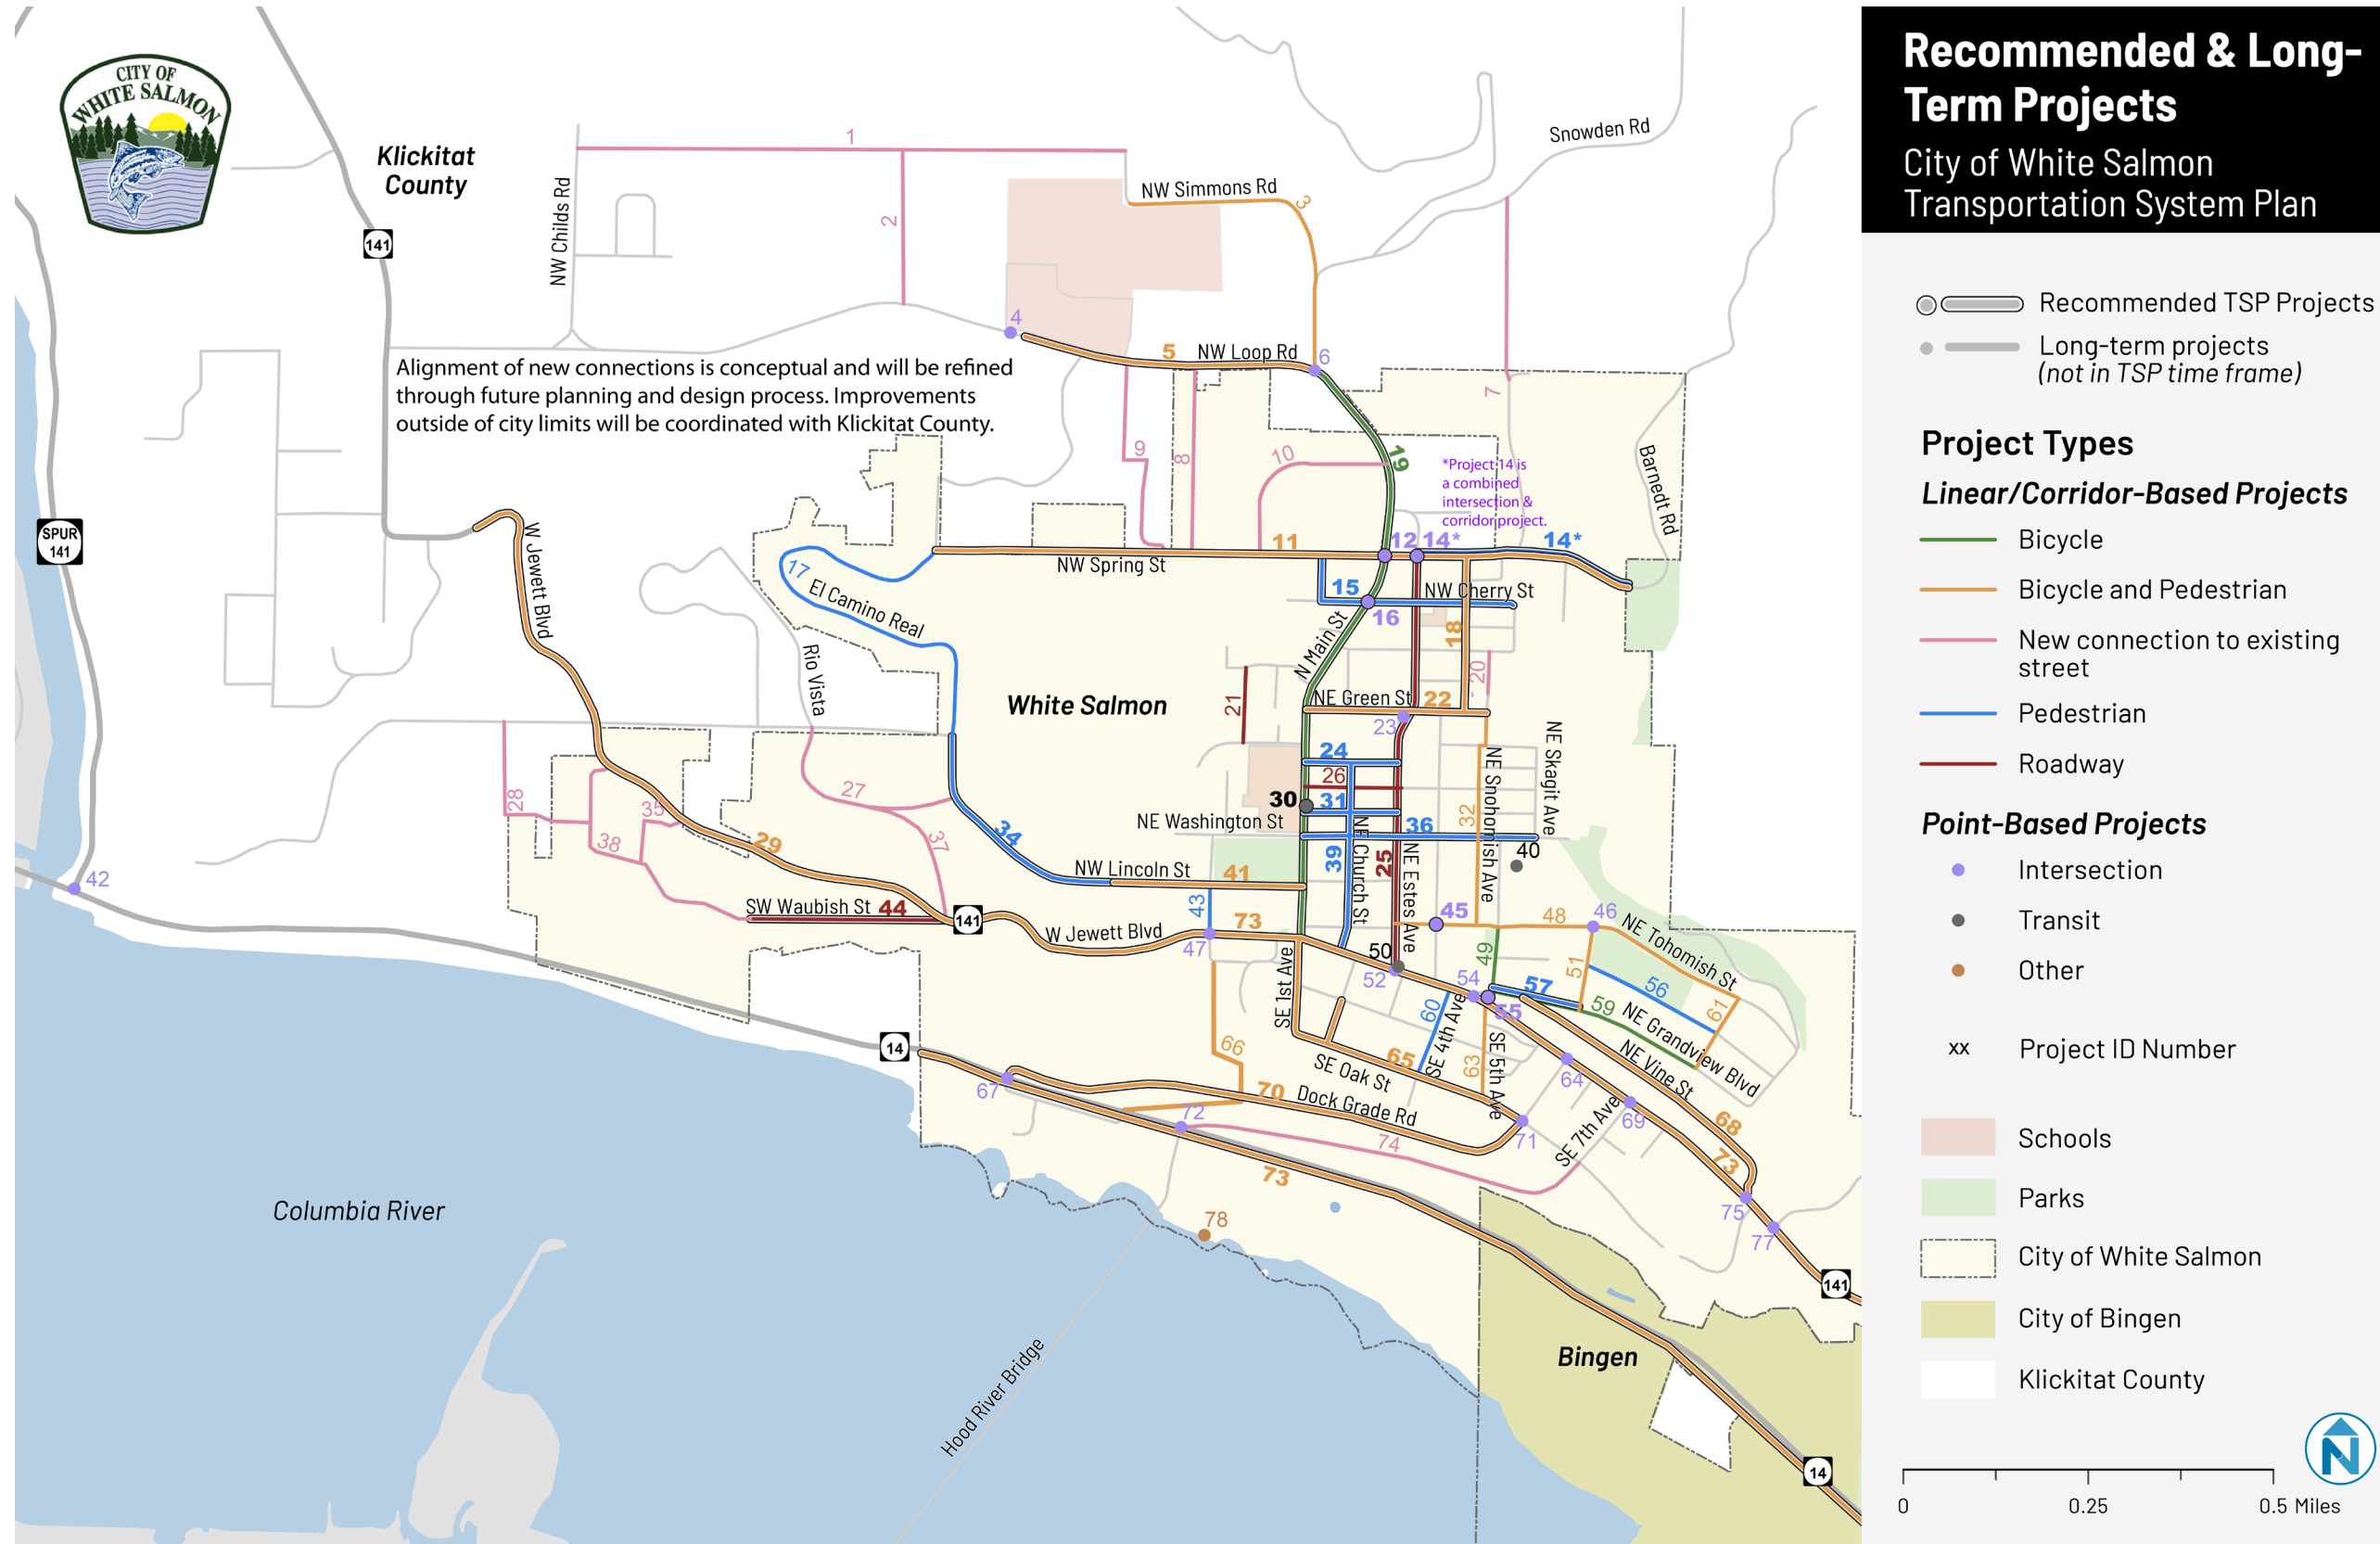 Recommended & Long-
Term Projects
City of White Salmon
Transportation System Plan
Recommended TSP Projects
Long-term projects
(not in TSP time frame)
Project Types
Linear/Corridor-Based Projects
Bicycle
Bicycle and Pedestrian
New connection to existing
street
Pedestrian
Roadway
Point-Based Projects
Intersection
Transit
Other
xx
Project ID Number
Schools
Parks
City of White Salmon
City of Bingen
Klickitat County
N
0
0.25
0.5 Miles
CITY OF
WHITE SALMON
Klickitat
County
141
NW Childs Rd
1
2
NW Simmons Rd
3
Snowden Rd
4
5
NW Loop Rd
6
7
Alignment of new connections is conceptual and will be refined
through future planning and design process. Improvements
outside of city limits will be coordinated with Klickitat County.
9
8
10
19
*Project 14 is
a combined
intersection &
corridor project.
Barnedt Rd
SPUR
141
W Jewett Blvd
11
12
14*
14*
NW Spring St
17
El Camino Real
15
NW Cherry St
16
N Main St
18
20
Rio Vista
White Salmon
21
NE Green St
22
23
24
26
NE Snohomish Ave
NE Skagit Ave
27
28
35
38
37
29
30
31
NE Washington St
36
32
34
39
NE Church St
25
NE Estes Ave
40
42
NW Lincoln St
41
SW Waubish St
44
141
43
73
W Jewett Blvd
47
45
48
46
NE Tohomish St
50
52
49
51
54
55
57
56
61
59
NE Grandview Blvd
SE 1st Ave
60
SE 4th Ave
14
66
65
SE Oak St
63
SE 5th Ave
NE Vine St
64
67
70
Dock Grade Rd
72
71
69
68
SE 7th Ave
74
73
73
75
77
78
141
Columbia River
Hood River Bridge
Bingen
14